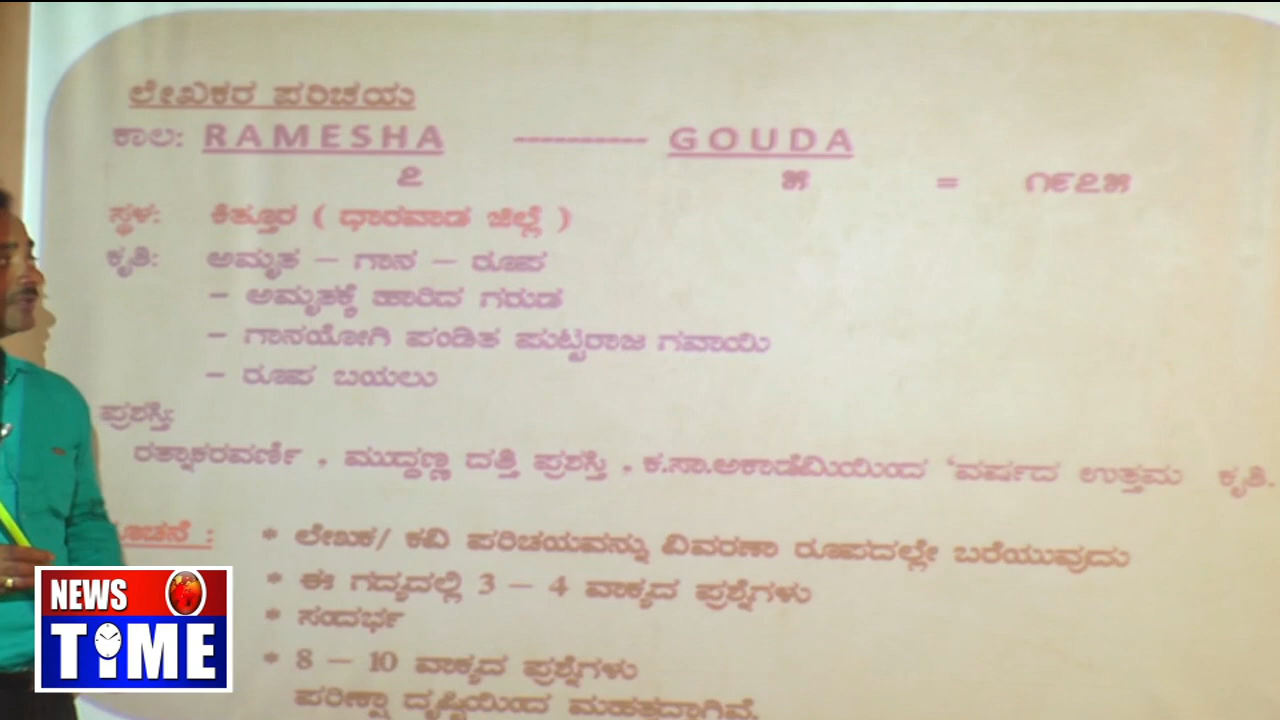 ಲೇಖಕರ ಪರಿಚಯ
ಕಾಲ: RAMESHA ---------- GOUDA
೭ ೫ = ೧೯೭೫
ಸ್ಥಳ: ಕಿತ್ತೂರ ( ಧಾರವಾಡ ಜಿಲ್ಲೆ )
ಕೃತಿ: ಅಮೃತ – ಗಾನ – ರೂಪ
– ಅಮೃತಕ್ಕೆ ಹಾರಿದ ಗರುಡ
– ಗಾನಯೋಗಿ ಪಂಡಿತ ಪುಟ್ಟರಾಜ ಗವಾಯಿ
– ರೂಪ ಬಯಲು
ಪ್ರಶಸ್ತಿ:
ರತ್ನಾಕರವರ್ಣಿ , ಮುದ್ದಣ್ಣ ದತ್ತಿ ಪ್ರಶಸ್ತಿ , ಕ.ಸಾ.ಅಕಾಡೆಮಿಯಿಂದ ‘ವರ್ಷದ ಉತ್ತಮ ಕೃತಿ.
ಸೂಚನೆ : * ಲೇಖಕ/ ಕವಿ ಪರಿಚಯವನ್ನು ವಿವರಣಾ ರೂಪದಲ್ಲೇ ಬರೆಯುವುದು
* ಈ ಗದ್ಯದಲ್ಲಿ 3 – 4 ವಾಕ್ಯದ ಪ್ರಶ್ನೆಗಳು
* ಸಂದರ್ಭ
* 8 – 10 ವಾಕ್ಯದ ಪ್ರಶ್ನೆಗಳು
ಪರೀಕ್ಷಾ ದೃಷ್ಟಿಯಿಂದ ಮಹತ್ವದ್ದಾಗಿವೆ.
NEWS
TiME